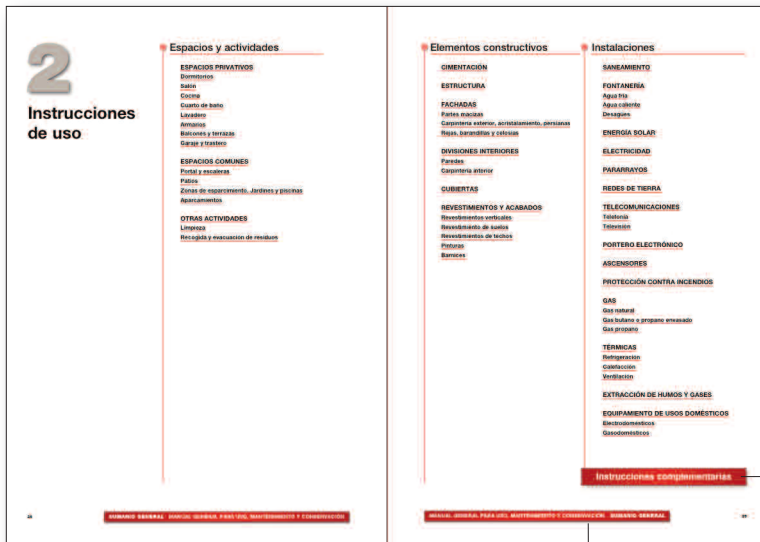 2
Instrucciones
de uso
Espacios y actividades
ESPACIOS PRIVATIVOS
Dormitorios
Salón
Cocina
Cuarto de baño
Lavadero
Armarios
Balcones y terrazas
Garaje y trastero
ESPACIOS COMUNES
Portal y escaleras
Patios
Zonas de esparcimiento, Jardines y piscinas
Aparcamientos
OTRAS ACTIVIDADES
Limpieza
Recogida y evacuación de residuos
SUMARIO GENERAL MANUAL GENERAL PARA USO, MANTENIMIENTO Y CONSERVACIÓN
Elementos constructivos
CIMENTACIÓN
ESTRUCTURA
FACHADAS
Partes macizas
Carpintería exterior, acristalamiento, persianas
Rejas, barandillas y celosías
DIVISIONES INTERIORES
Paredes
Carpintería interior
CUBIERTAS
REVESTIMIENTOS Y ACABADOS
Revestimientos verticales
Revestimiento de suelos
Revestimientos de techos
Pinturas
Barnices
Instalaciones
SANEAMIENTO
FONTANERÍA
Agua fría
Agua caliente
Desagües
ENERGÍA SOLAR
ELECTRICIDAD
PARARRAYOS
REDES DE TIERRA
TELECOMUNICACIONES
Telefonía
Televisión
PORTERO ELECTRÓNICO
ASCENSORES
PROTECCIÓN CONTRA INCENDIOS
GAS
Gas natural
Gas butano o propano envasado
Gas propano
TÉRMICAS
Refrigeración
Calefacción
Ventilación
EXTRACCIÓN DE HUMOS Y GASES
EQUIPAMIENTO DE USOS DOMÉSTICOS
Electrodomésticos
Gasodomésticos
Instrucciones complementarias
MANUAL GENERAL PARA USO, MANTENIMIENTO Y CONSERVACIÓN SUMARIO GENERAL